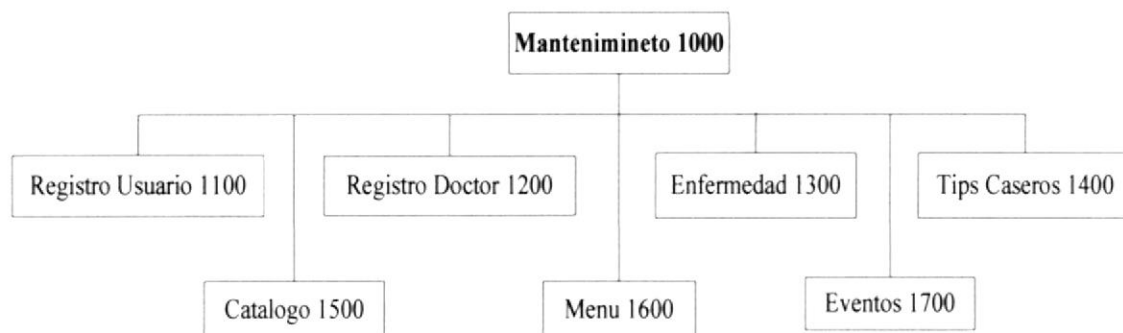 Mantenimineto 1000
Registro Usuario 1100
Registro Doctor 1200
Enfermedad 1300
Tips Caseros 1400
Catalogo 1500
Menu 1600
Eventos 1700